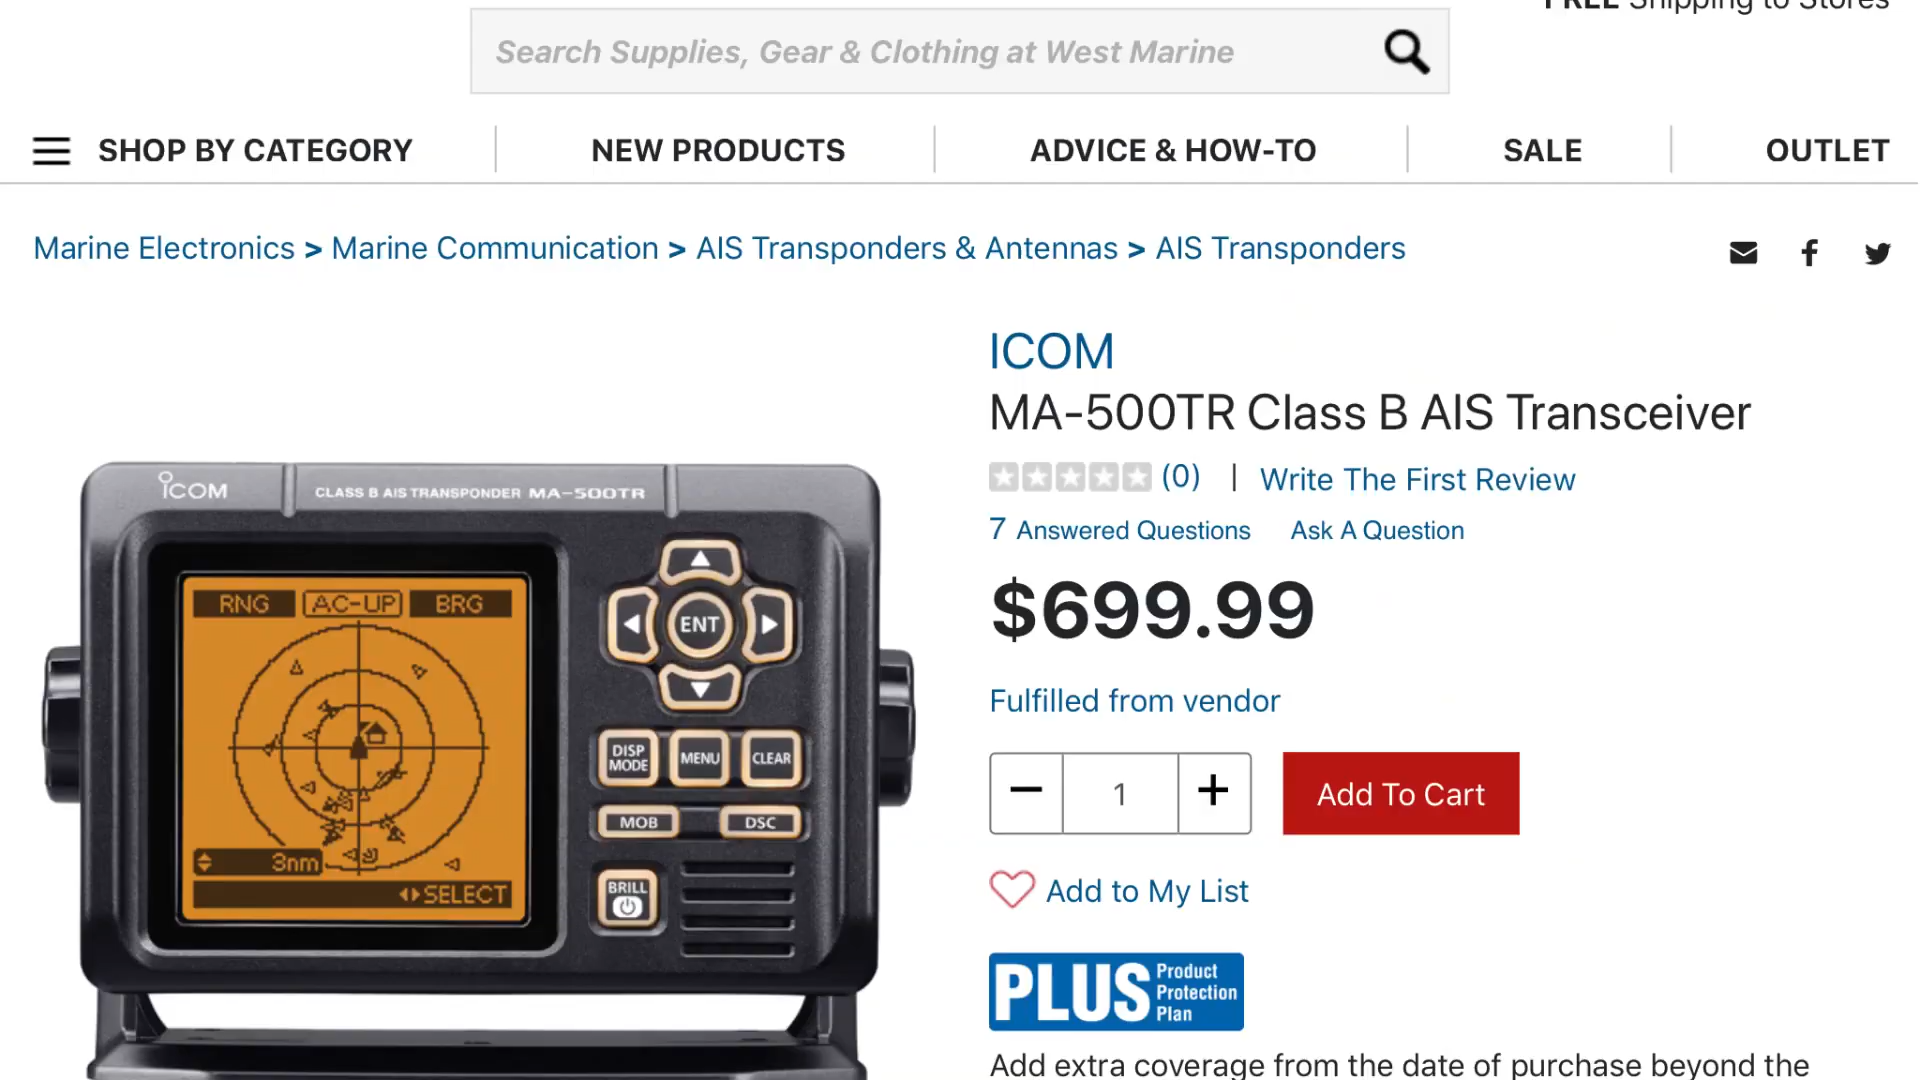 FREE Shipping to Stores
Search Supplies, Gear & Clothing at West Marine
SHOP BY CATEGORY
NEW PRODUCTS
ADVICE & HOW-TO
SALE
OUTLET
Marine Electronics > Marine Communication > AIS Transponders & Antennas > AIS Transponders
ICOM
MA-500TR Class B AIS Transceiver
(0) | Write The First Review
7 Answered Questions Ask A Question
$699.99
Fulfilled from vendor
1
Add To Cart
Add to My List
PLUS Product
Protection
Plan
Add extra coverage from the date of purchase beyond the
ICOM
CLASS B AIS TRANSPONDER MA-500TR
RNG AC-UP BRG
3nm
SELECT
ENT
DISP
MODE
MENU
CLEAR
MOB
DSC
BRILL